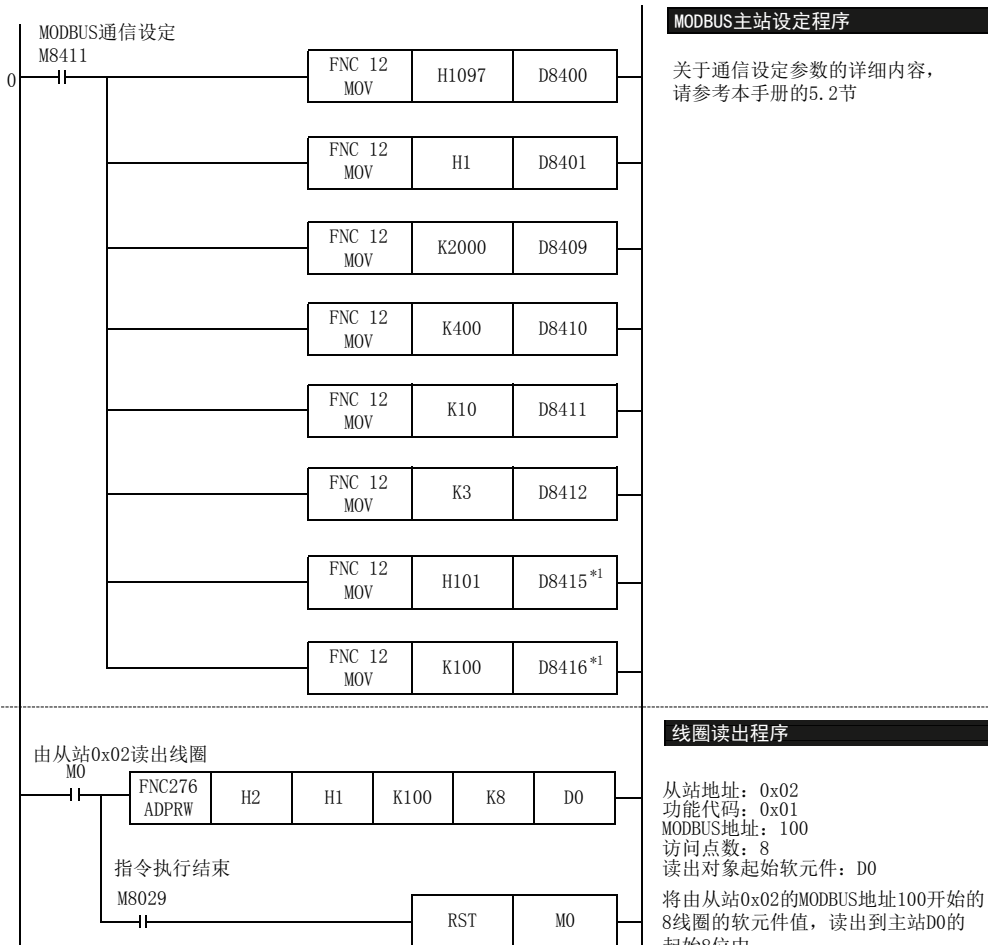 MODBUS主站设定程序
MODBUS通信设定
M8411
0
FNC 12
MOV
H1097
D8400
关于通信设定参数的详细内容，
请参考本手册的5.2节
FNC 12
MOV
H1
D8401
FNC 12
MOV
K2000
D8409
FNC 12
MOV
K400
D8410
FNC 12
MOV
K10
D8411
FNC 12
MOV
K3
D8412
FNC 12
MOV
H101
D8415*1
FNC 12
MOV
K100
D8416*1
线圈读出程序
由从站0x02读出线圈
M0
FNC276
ADPRW
H2
H1
K100
K8
D0
从站地址：0x02
功能代码：0x01
MODBUS地址：100
访问点数：8
读出对象起始软元件：D0
指令执行结束
M8029
RST
M0
将由从站0x02的MODBUS地址100开始的
8线圈的软元件值，读出到主站D0的
起始8位中